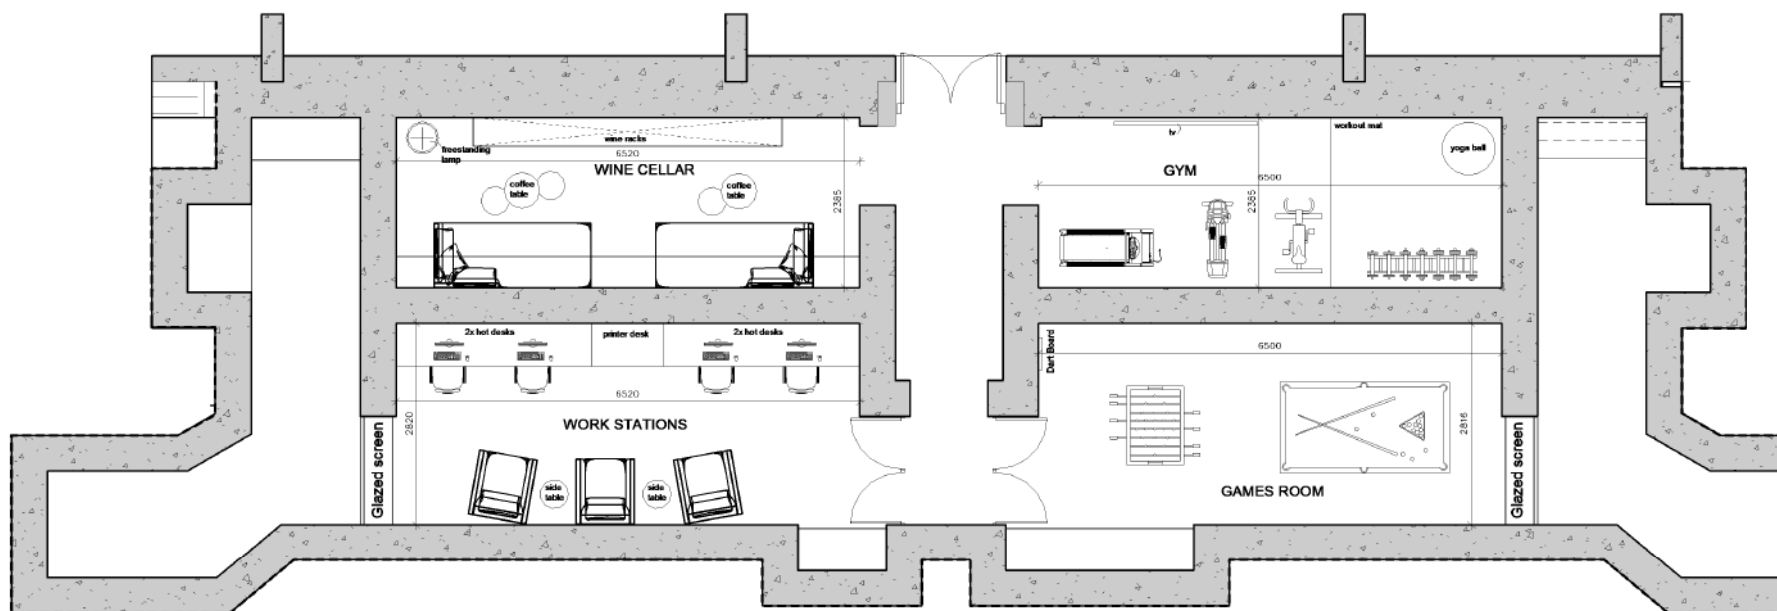 wine racks
freestanding
lamp
6520
WINE CELLAR
coffee
table
coffee
table
2385
tv
workout mat
yoga ball
GYM
6500
2385
2x hot desks
printer desk
2x hot desks
6520
2820
WORK STATIONS
Glazed screen
side
table
side
table
Dart Board
6500
2816
GAMES ROOM
Glazed screen